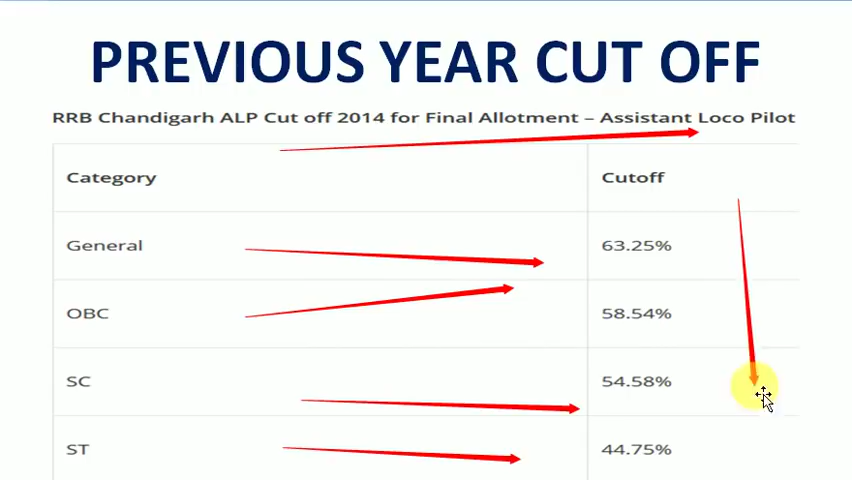 PREVIOUS YEAR CUT OFF
RRB Chandigarh ALP Cut off 2014 for Final Allotment – Assistant Loco Pilot
Category Cutoff
General 63.25%
OBC 58.54%
SC 54.58%
ST 44.75%